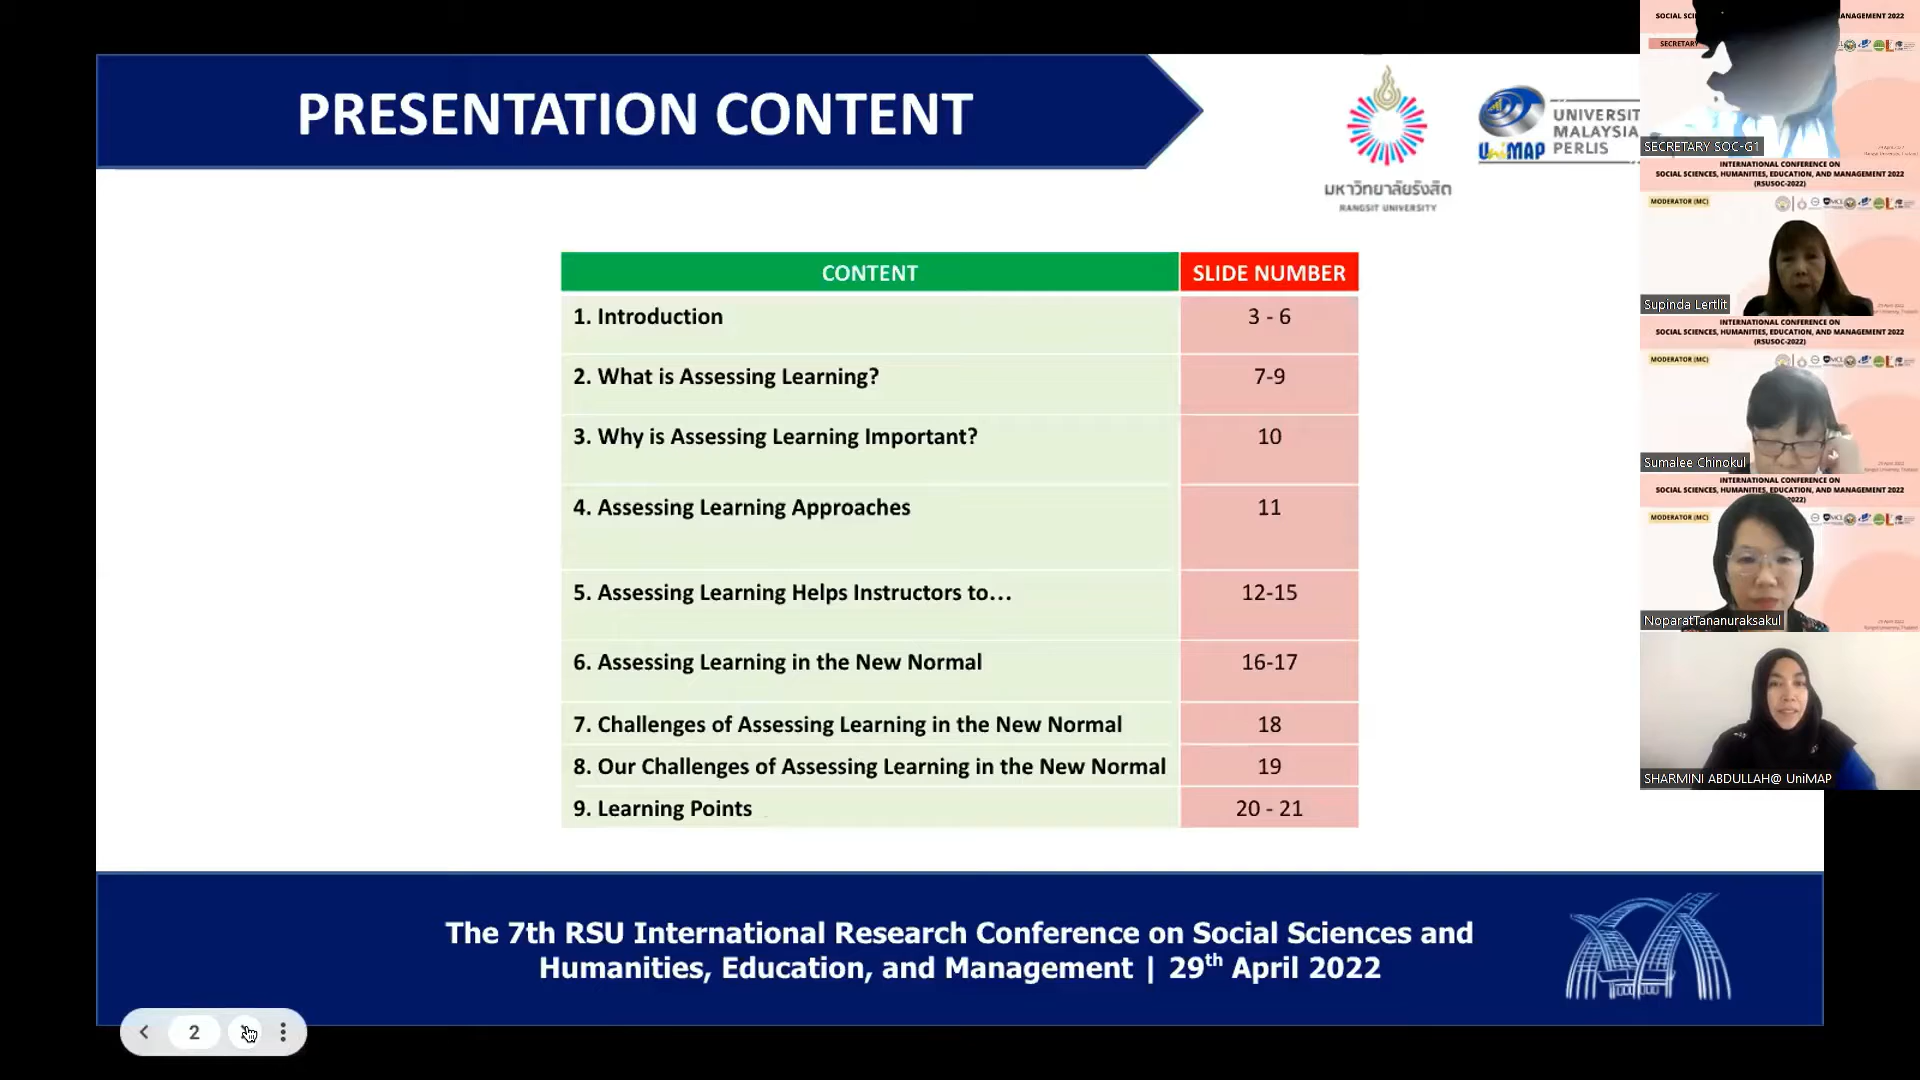 PRESENTATION CONTENT
มหาวิทยาลัยรังสิต
RANGSIT UNIVERSITY
UniMAP
UNIVERSIT
MALAYSIA
PERLIS
CONTENT
SLIDE NUMBER
1. Introduction
3 - 6
2. What is Assessing Learning?
7-9
3. Why is Assessing Learning Important?
10
4. Assessing Learning Approaches
11
5. Assessing Learning Helps Instructors to...
12-15
6. Assessing Learning in the New Normal
16-17
7. Challenges of Assessing Learning in the New Normal
18
8. Our Challenges of Assessing Learning in the New Normal
19
9. Learning Points
20 - 21
The 7th RSU International Research Conference on Social Sciences and
Humanities, Education, and Management | 29th April 2022
2
SOCIAL SCI
ANAGEMENT 2022
SECRETARY
SECRETARY SOC-G1
INTERNATIONAL CONFERENCE ON
SOCIAL SCIENCES, HUMANITIES, EDUCATION, AND MANAGEMENT 2022
(RSUSOC-2022)
MODERATOR (MC)
Supinda Lertlit
INTERNATIONAL CONFERENCE ON
SOCIAL SCIENCES, HUMANITIES, EDUCATION, AND MANAGEMENT 2022
(RSUSOC-2022)
MODERATOR (MC)
Sumalee Chinokul
INTERNATIONAL CONFERENCE ON
SOCIAL SCIENCES, HUMANITIES, EDUCATION, AND MANAGEMENT 2022
2022)
MODERATOR (MC)
NoparatTananuraksakul
SHARMINI ABDULLAH@ UniMAP